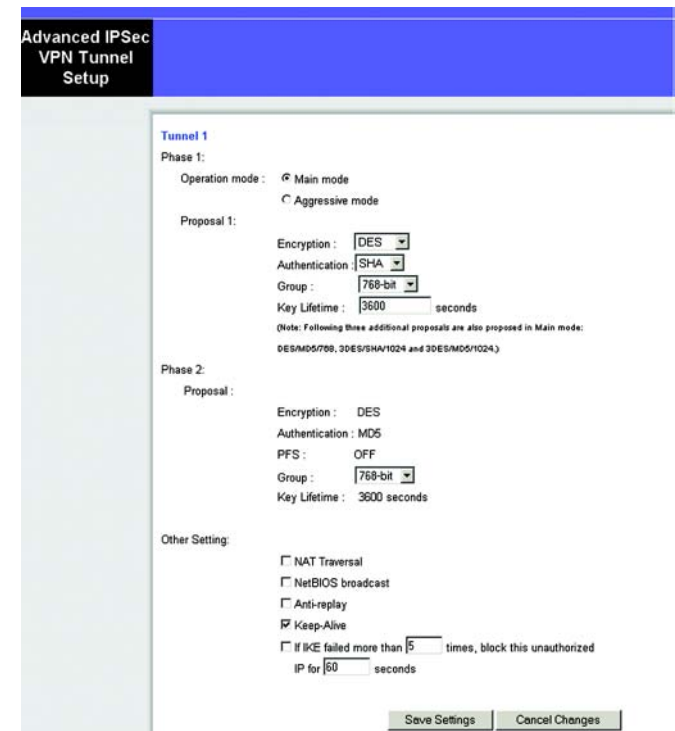 Advanced IPSec
VPN Tunnel
Setup
Tunnel 1
Phase 1:
Operation mode : Main mode
Aggressive mode
Proposal 1:
Encryption : DES
Authentication : SHA
Group : 768-bit
Key Lifetime : 3600 seconds
(Note: Following three additional proposals are also proposed in Main mode:
DES/MD5/768, 3DES/SHA/1024 and 3DES/MD5/1024.)
Phase 2:
Proposal :
Encryption : DES
Authentication : MD5
PFS : OFF
Group : 768-bit
Key Lifetime : 3600 seconds
Other Setting:
NAT Traversal
NetBIOS broadcast
Anti-replay
Keep-Alive
If IKE failed more than 5 times, block this unauthorized
IP for 60 seconds
Save Settings Cancel Changes